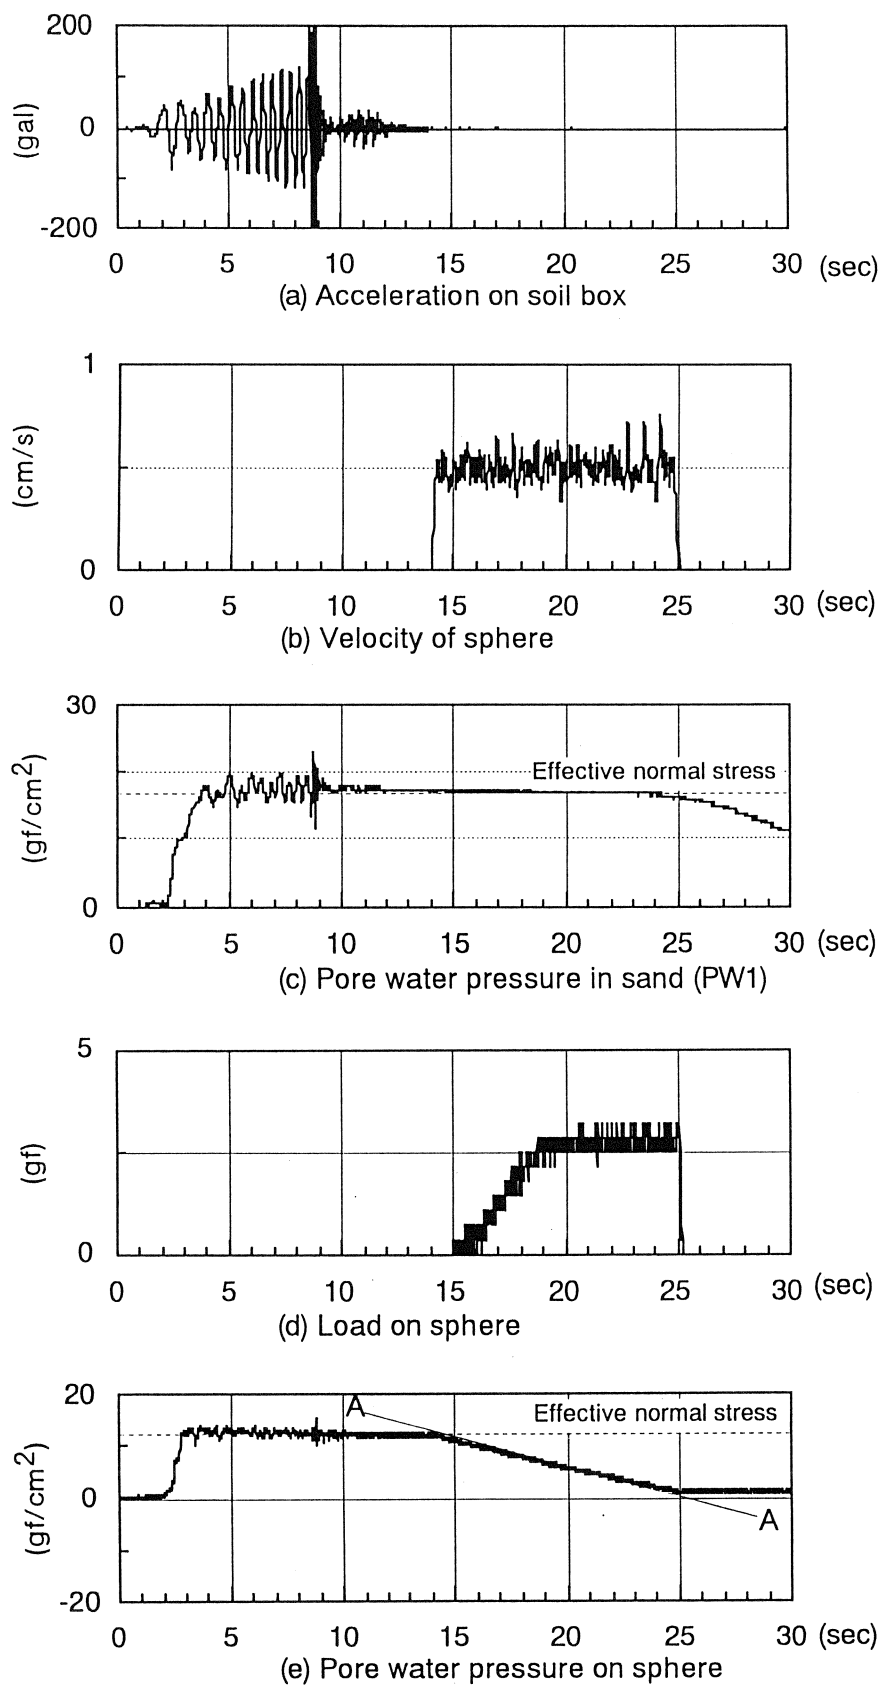 200
(gal)
0
-200
0 5 10 15 20 25 30 (sec)
(a) Acceleration on soil box
1
(cm/s)
0
0 5 10 15 20 25 30 (sec)
(b) Velocity of sphere
30
Effective normal stress
(gf/cm2)
0
0 5 10 15 20 25 30 (sec)
(c) Pore water pressure in sand (PW1)
5
(gf)
0
0 5 10 15 20 25 30 (sec)
(d) Load on sphere
20
A
Effective normal stress
(gf/cm2)
0
A
-20
0 5 10 15 20 25 30 (sec)
(e) Pore water pressure on sphere